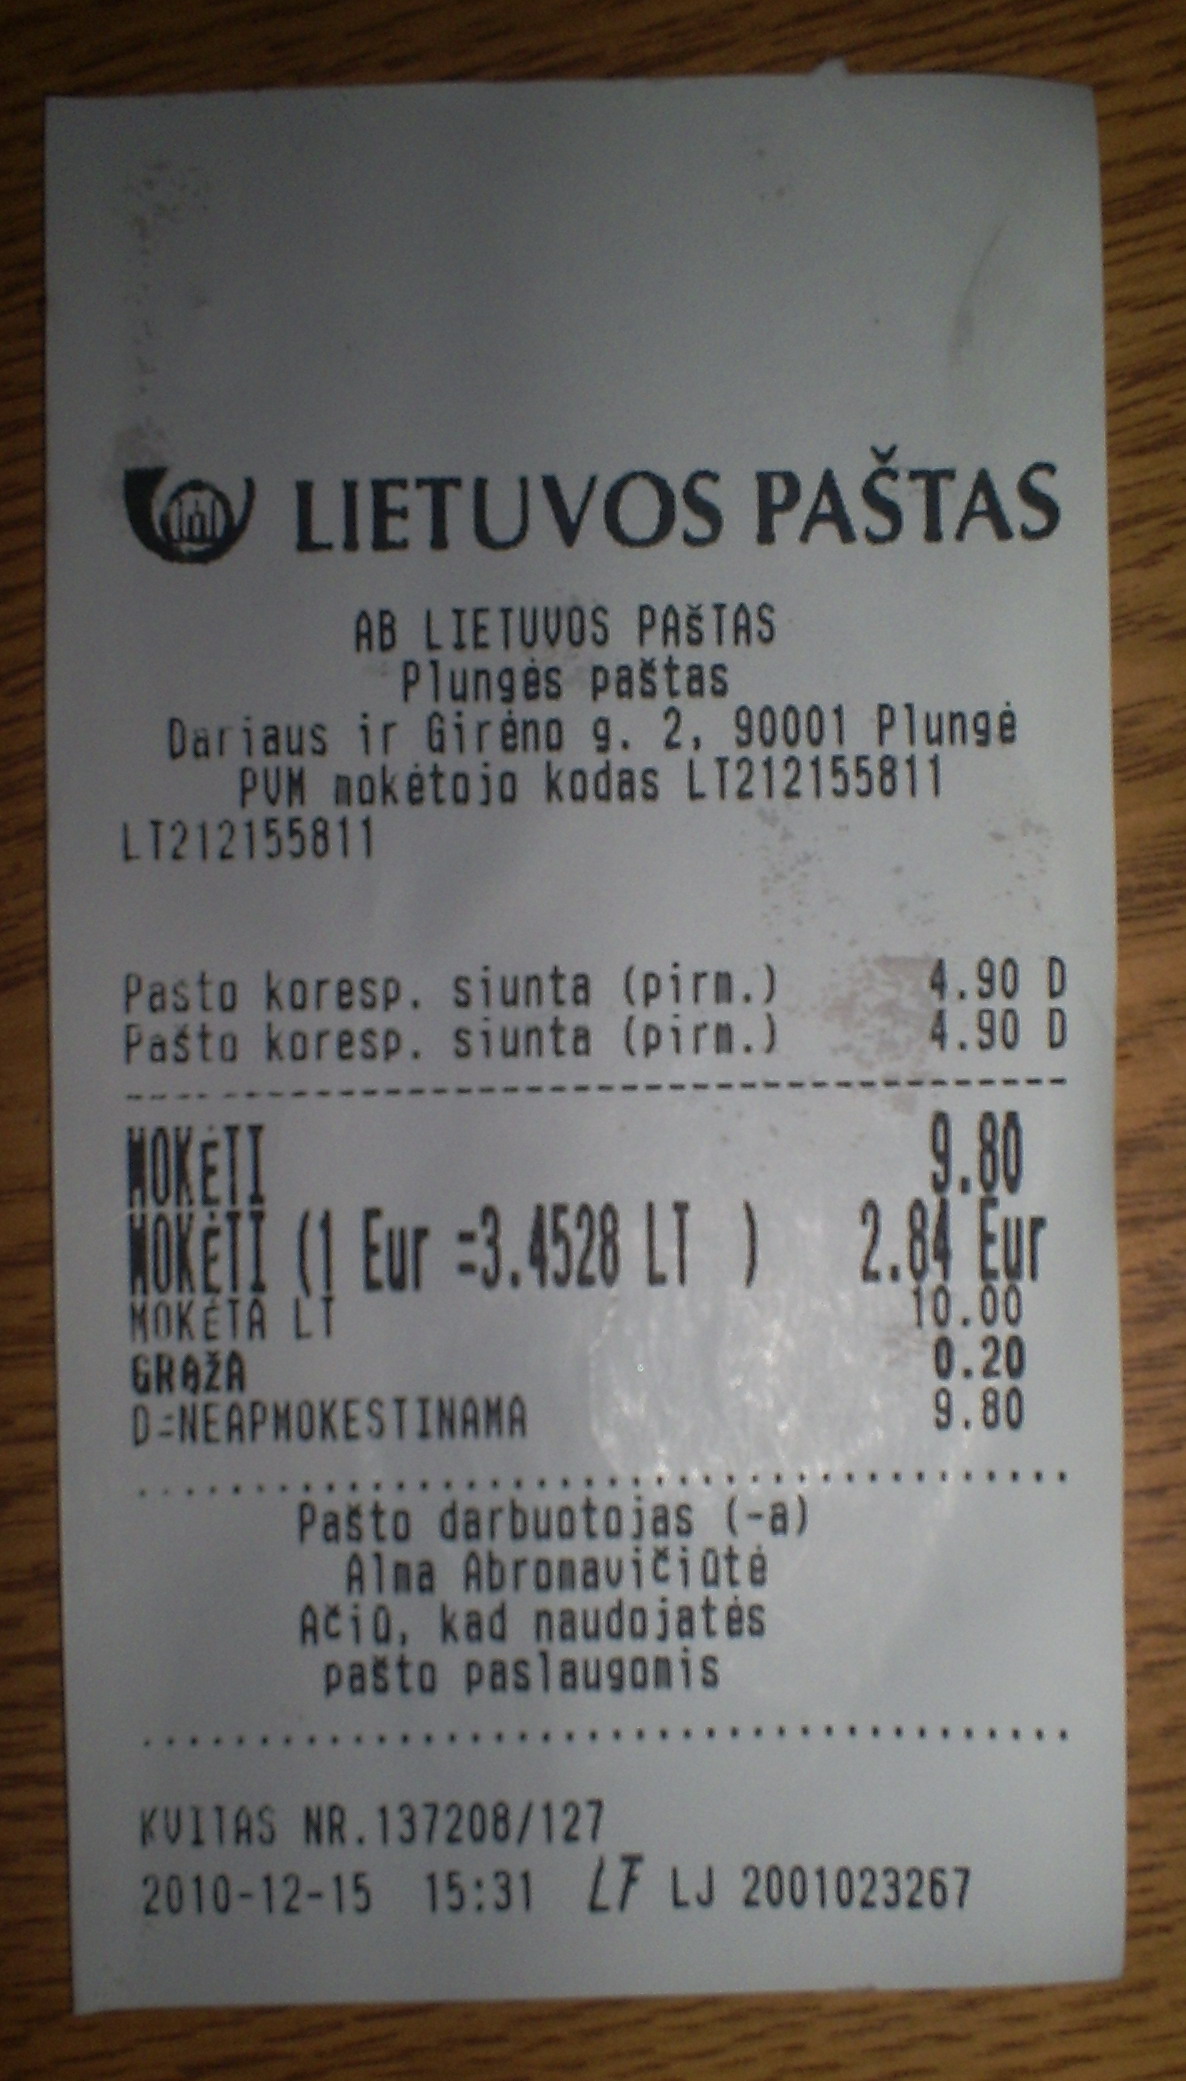 LIETUVOS PAŠTAS
AB LIETUVOS PAŠTAS
Plungės paštas
Dariaus ir Girėno g. 2, 90001 Plungė
PVM mokėtojo kodas LT212155811
LT212155811
Pašto koresp. siunta (pirm.) 4.90 D
Pašto koresp. siunta (pirm.) 4.90 D
MOKĖTI 9.80
MOKĖTI (1 Eur =3.4528 LT ) 2.84 Eur
MOKĖTA LT 10.00
GRĄŽA 0.20
D=NEAPMOKESTINAMA 9.80
Pašto darbuotojas (-a)
Alma Abromavičiūtė
Ačiū, kad naudojatės
pašto paslaugomis
KVITAS NR.137208/127
2010-12-15 15:31 LF LJ 2001023267